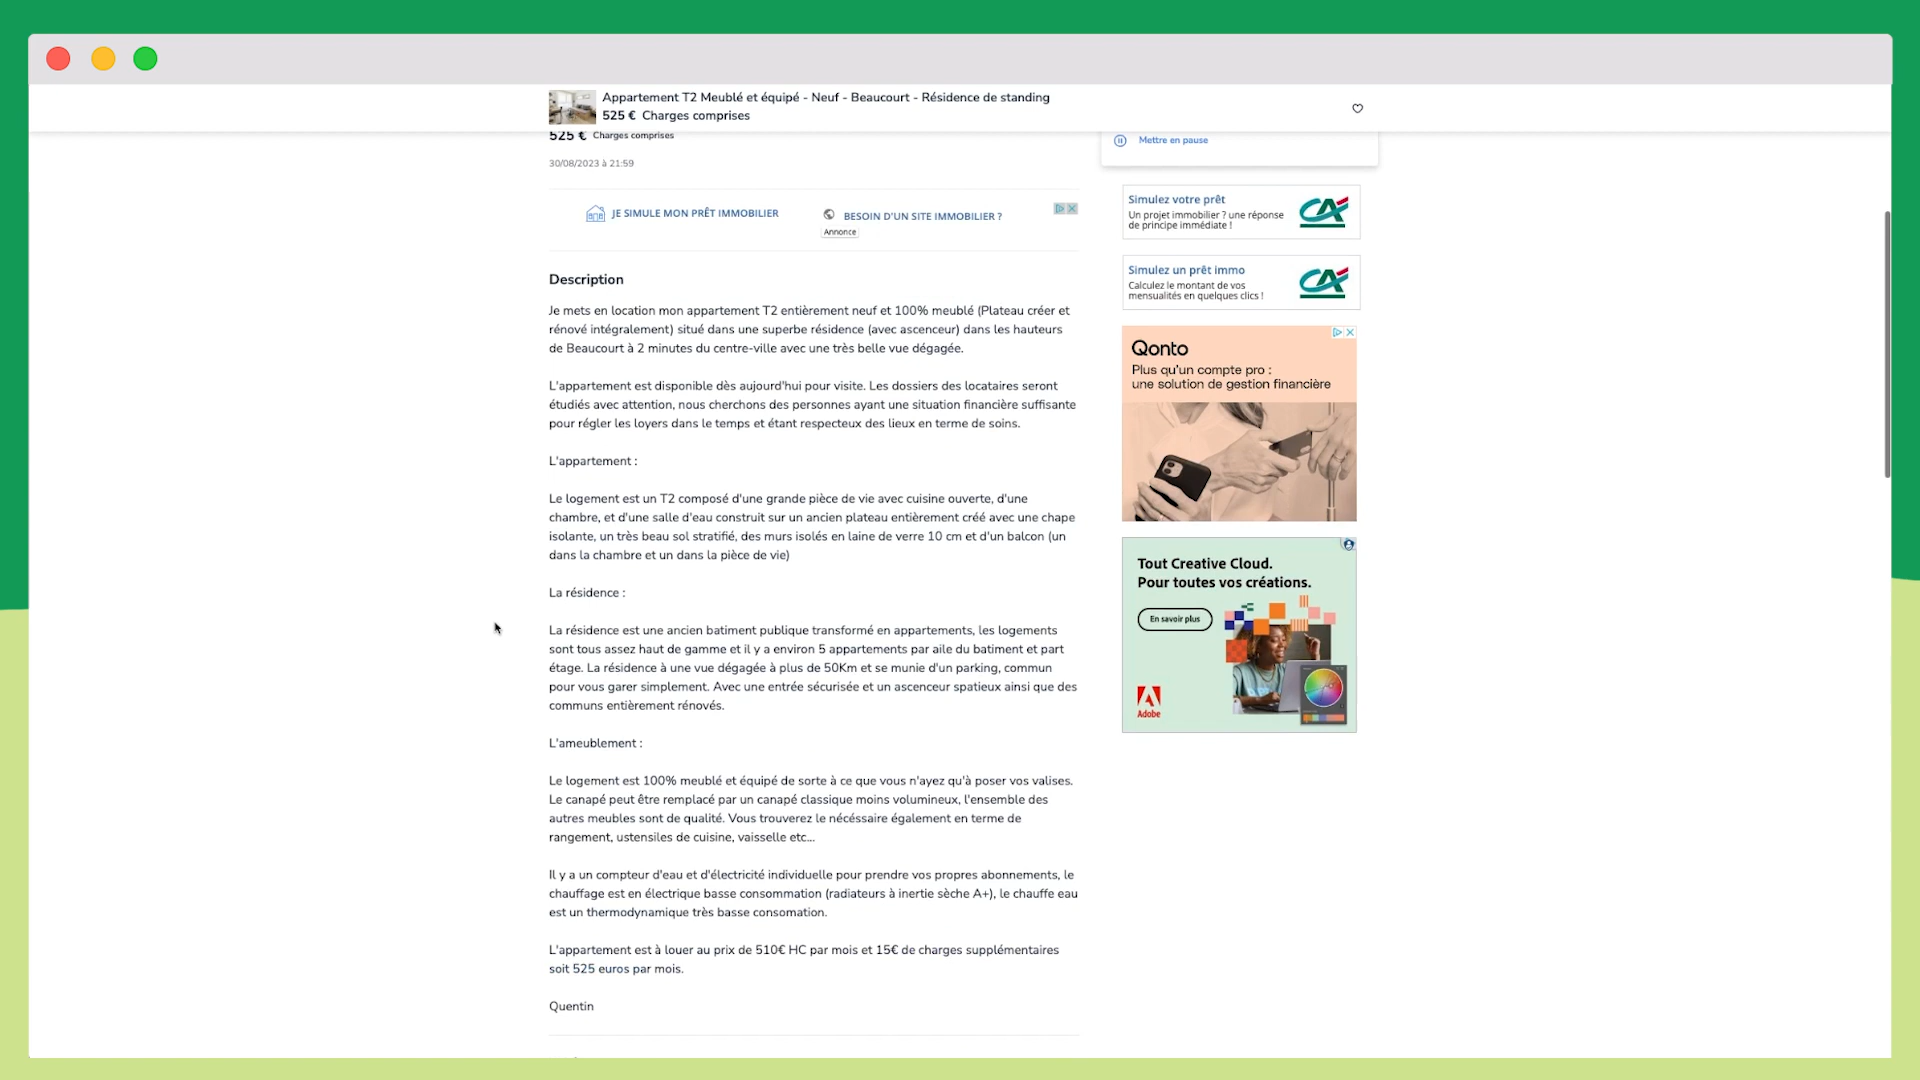 Appartement T2 Meublé et équipé - Neuf - Beaucourt - Résidence de standing
525 € Charges comprises
525 € Charges comprises
30/08/2023 à 21:59
JE SIMULE MON PRÊT IMMOBILIER
BESOIN D'UN SITE IMMOBILIER ?
Annonce
Description
Je mets en location mon appartement T2 entièrement neuf et 100% meublé (Plateau créer et
rénové intégralement) situé dans une superbe résidence (avec ascenceur) dans les hauteurs
de Beaucourt à 2 minutes du centre-ville avec une très belle vue dégagée.
L'appartement est disponible dès aujourd'hui pour visite. Les dossiers des locataires seront
étudiés avec attention, nous cherchons des personnes ayant une situation financière suffisante
pour régler les loyers dans le temps et étant respecteux des lieux en terme de soins.
L'appartement :
Le logement est un T2 composé d'une grande pièce de vie avec cuisine ouverte, d'une
chambre, et d'une salle d'eau construit sur un ancien plateau entièrement créé avec une chape
isolante, un très beau sol stratifié, des murs isolés en laine de verre 10 cm et d'un balcon (un
dans la chambre et un dans la pièce de vie)
La résidence :
La résidence est une ancien batiment publique transformé en appartements, les logements
sont tous assez haut de gamme et il y a environ 5 appartements par aile du batiment et part
étage. La résidence à une vue dégagée à plus de 50Km et se munie d'un parking, commun
pour vous garer simplement. Avec une entrée sécurisée et un ascenceur spatieux ainsi que des
communs entièrement rénovés.
L'ameublement :
Le logement est 100% meublé et équipé de sorte à ce que vous n'ayez qu'à poser vos valises.
Le canapé peut être remplacé par un canapé classique moins volumineux, l'ensemble des
autres meubles sont de qualité. Vous trouverez le nécéssaire également en terme de
rangement, ustensiles de cuisine, vaisselle etc...
Il y a un compteur d'eau et d'électricité individuelle pour prendre vos propres abonnements, le
chauffage est en électrique basse consommation (radiateurs à inertie sèche A+), le chauffe eau
est un thermodynamique très basse consomation.
L'appartement est à louer au prix de 510€ HC par mois et 15€ de charges supplémentaires
soit 525 euros par mois.
Quentin
Mettre en pause
Simulez votre prêt
Un projet immobilier ? une réponse
de principe immédiate !
CA
Simulez un prêt immo
Calculez le montant de vos
mensualités en quelques clics !
CA
Qonto
Plus qu'un compte pro :
une solution de gestion financière
Tout Creative Cloud.
Pour toutes vos créations.
En savoir plus
Adobe